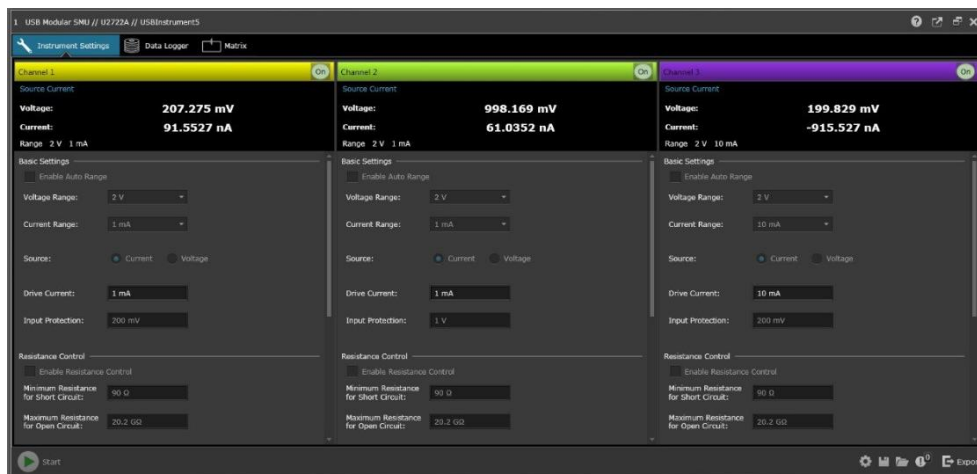 1 USB Modular SMU // U2722A // USBInstrument5
Instrument Settings Data Logger Matrix
Channel 1 On
Source Current
Voltage: 207.275 mV
Current: 91.5527 nA
Range 2 V 1 mA
Basic Settings
Enable Auto Range
Voltage Range: 2 V
Current Range: 1 mA
Source: Current Voltage
Drive Current: 1 mA
Input Protection: 200 mV
Resistance Control
Enable Resistance Control
Minimum Resistance
for Short Circuit: 90 Ω
Maximum Resistance
for Open Circuit: 20.2 GΩ
Channel 2 On
Source Current
Voltage: 998.169 mV
Current: 61.0352 nA
Range 2 V 1 mA
Basic Settings
Enable Auto Range
Voltage Range: 2 V
Current Range: 1 mA
Source: Current Voltage
Drive Current: 1 mA
Input Protection: 1 V
Resistance Control
Enable Resistance Control
Minimum Resistance
for Short Circuit: 90 Ω
Maximum Resistance
for Open Circuit: 20.2 GΩ
Channel 3 On
Source Current
Voltage: 199.829 mV
Current: -915.527 nA
Range 2 V 10 mA
Basic Settings
Enable Auto Range
Voltage Range: 2 V
Current Range: 10 mA
Source: Current Voltage
Drive Current: 10 mA
Input Protection: 200 mV
Resistance Control
Enable Resistance Control
Minimum Resistance
for Short Circuit: 90 Ω
Maximum Resistance
for Open Circuit: 20.2 GΩ
Start 0 Expor